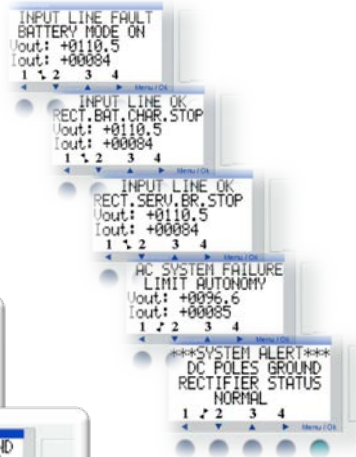 INPUT LINE FAULT
BATTERY MODE ON
Vout: +0110.5
Iout: +00084
1 2 3 4
Menu / Ok
INPUT LINE OK
RECT.BAT.CHAR.STOP
Vout: +0110.5
Iout: +00084
1 2 3 4
Menu / Ok
INPUT LINE OK
RECT.SERV.BR.STOP
Vout: +0110.5
Iout: +00084
1 2 3 4
Menu / Ok
AC SYSTEM FAILURE
LIMIT AUTONOMY
Vout: +0096.6
Iout: +00085
1 2 3 4
Menu / Ok
***SYSTEM ALERT***
DC POLES GROUND
RECTIFIER STATUS
NORMAL
1 2 3 4
Menu / Ok